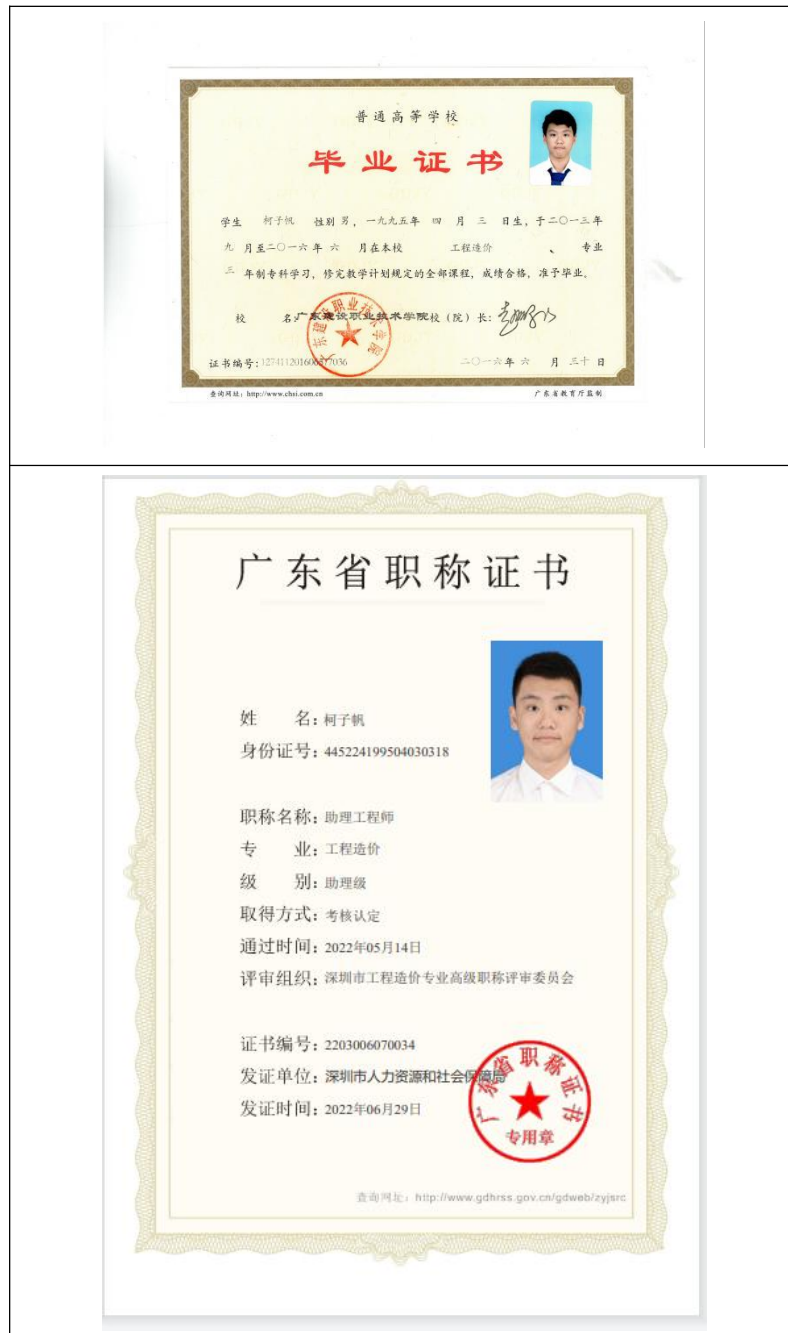 普通高等学校
毕业证书
学生 柯子帆 性别 男，一九九五年 四 月 三 日生，于二〇一三年
九 月至二〇一六年 六 月在本校 工程造价 、 专业
三 年制专科学习，修完教学计划规定的全部课程，成绩合格，准予毕业。
校 名：广东建设职业技术学院 校（院）长：
广东建设职业技术学院
证书编号： 二〇一六年 六 月 三十 日
查询网址：http://www.chsi.com.cn 广东省教育厅监制
广东省职称证书
姓 名：柯子帆
身份证号：445224199504030318
职称名称：助理工程师
专 业：工程造价
级 别：助理级
取得方式：考核认定
通过时间：2022年05月14日
评审组织：深圳市工程造价专业高级职称评审委员会
证书编号：2203006070034
发证单位：深圳市人力资源和社会保障局
发证时间：2022年06月29日
广东省职称证书
专用章
查询网址：http://www.gdhrss.gov.cn/gdweb/zyjsrc